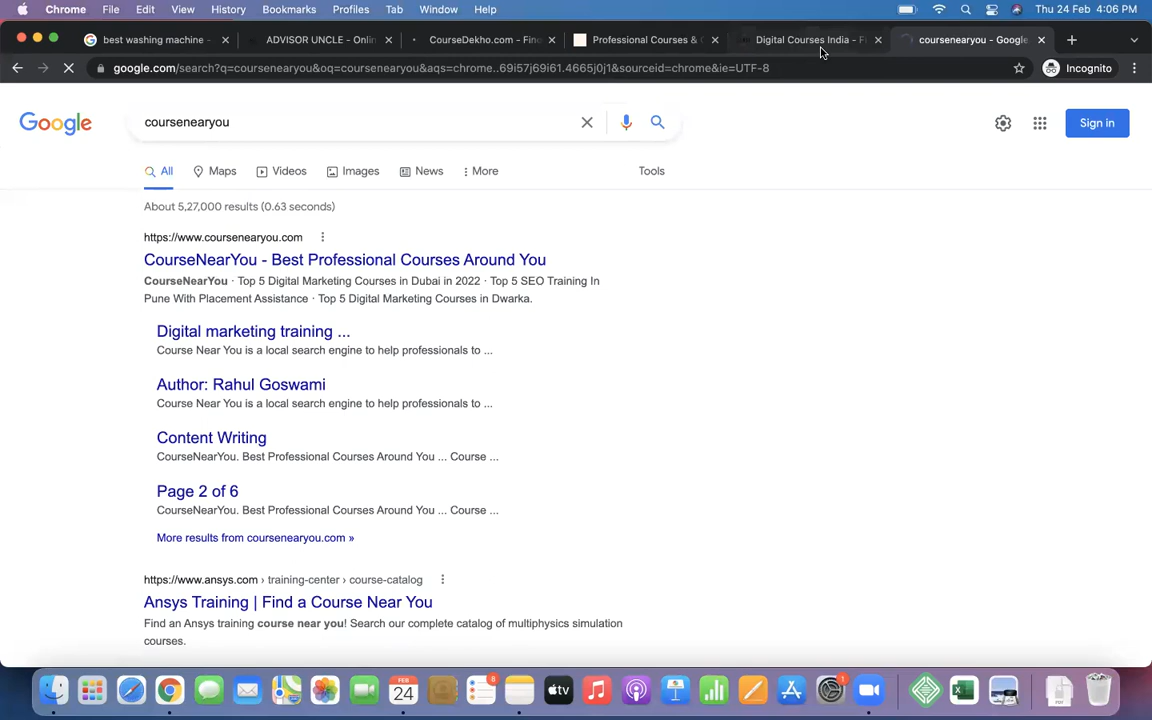 Chrome File Edit View History Bookmarks Profiles Tab Window Help Thu 24 Feb 4:06 PM
best washing machine - ADVISOR UNCLE - Onlin CourseDekho.com - Fin Professional Courses & Digital Courses India - F coursenearyou - Google
google.com/search?q=coursenearyou&oq=coursenearyou&aqs=chrome..69i57j69i61.4665j0j1&sourceid=chrome&ie=UTF-8 Incognito
Google coursenearyou Sign in
All Maps Videos Images News More Tools
About 5,27,000 results (0.63 seconds)
https://www.coursenearyou.com
CourseNearYou - Best Professional Courses Around You
CourseNearYou · Top 5 Digital Marketing Courses in Dubai in 2022 · Top 5 SEO Training In
Pune With Placement Assistance · Top 5 Digital Marketing Courses in Dwarka.
Digital marketing training ...
Course Near You is a local search engine to help professionals to ...
Author: Rahul Goswami
Course Near You is a local search engine to help professionals to ...
Content Writing
CourseNearYou. Best Professional Courses Around You ... Course ...
Page 2 of 6
CourseNearYou. Best Professional Courses Around You ... Course ...
More results from coursenearyou.com »
https://www.ansys.com › training-center › course-catalog
Ansys Training | Find a Course Near You
Find an Ansys training course near you! Search our complete catalog of multiphysics simulation
courses.
FEB
24
8
tv
1